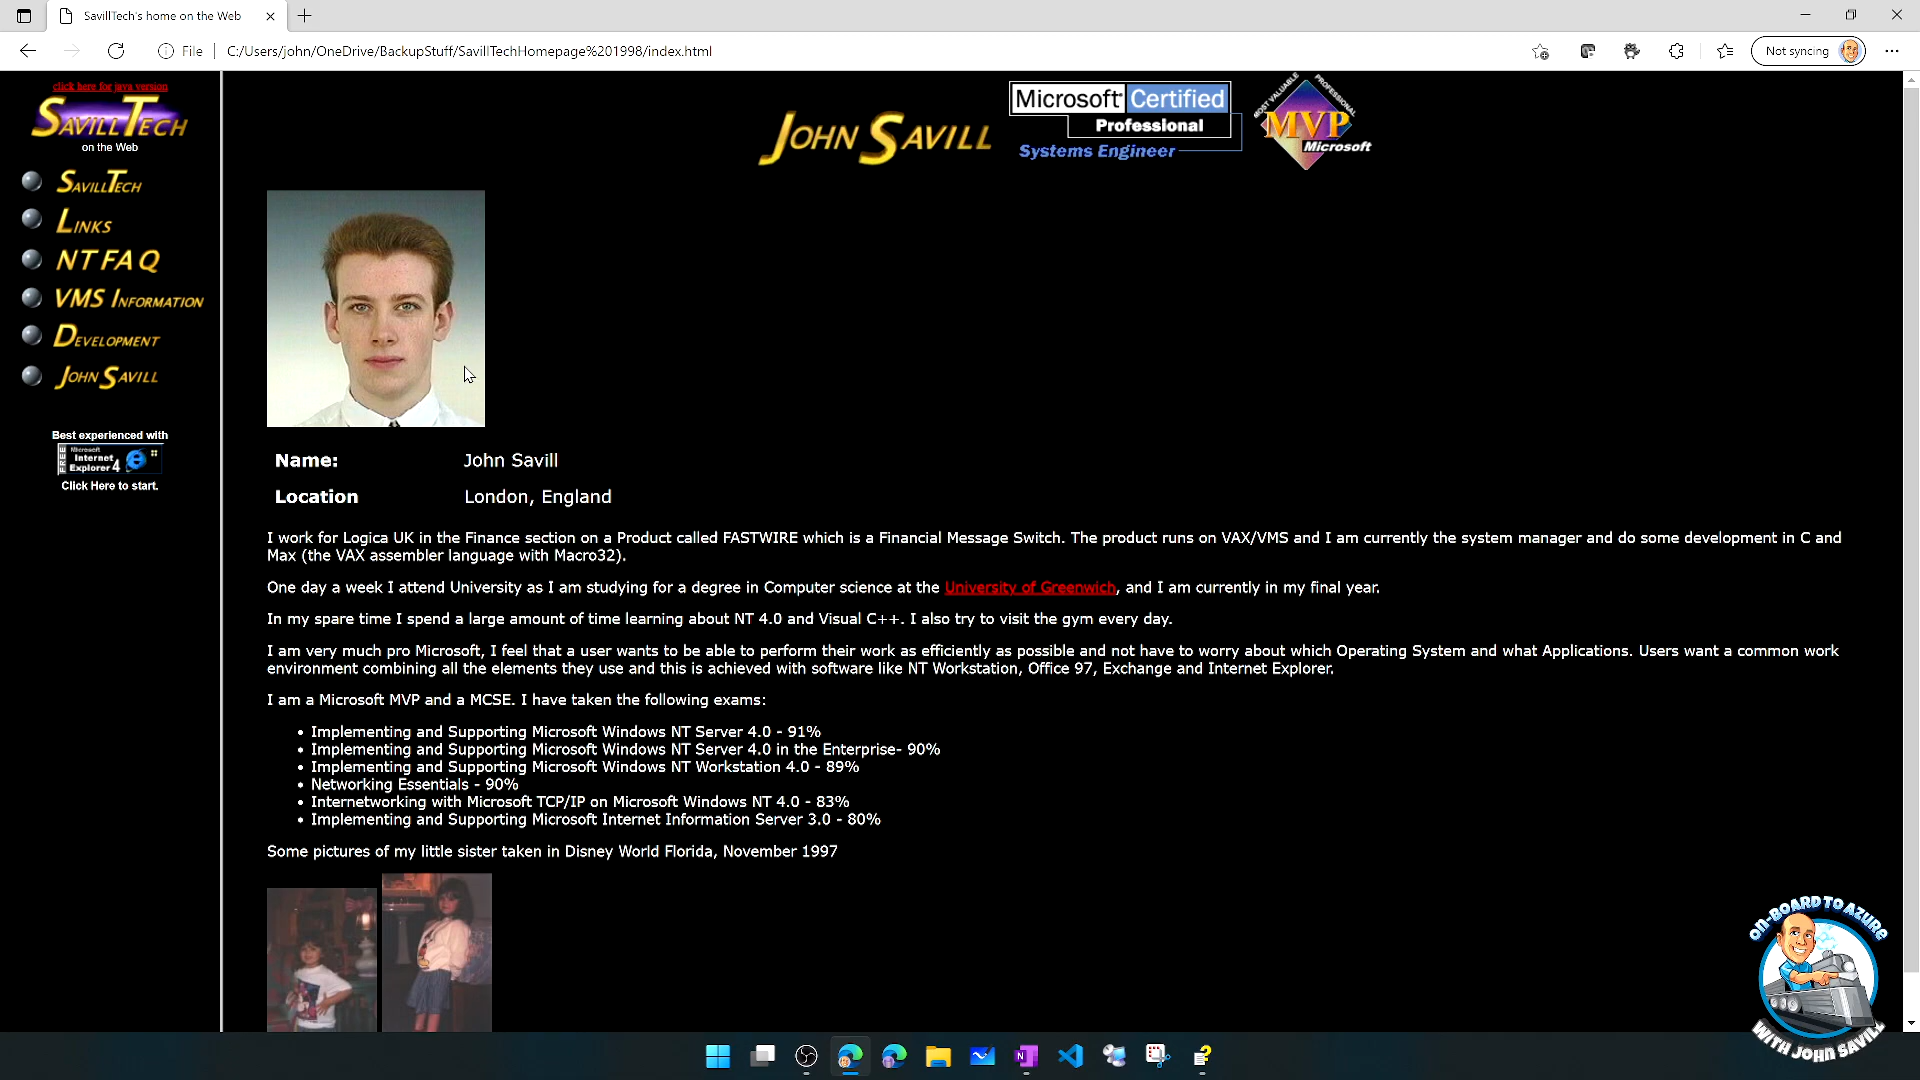 SavillTech's home on the Web
File
C:/Users/john/OneDrive/BackupStuff/SavillTechHomepage%201998/index.html
Not syncing
click here for java version
SAVILLTECH
on the Web
SAVILLTECH
LINKS
NT FAQ
VMS INFORMATION
DEVELOPMENT
JOHN SAVILL
Best experienced with
FREE
Microsoft
Internet
Explorer 4
Click Here to start.
JOHN SAVILL
Microsoft Certified
Professional
Systems Engineer
MOST VALUABLE PROFESSIONAL
MVP
Microsoft
Name: John Savill
Location London, England
I work for Logica UK in the Finance section on a Product called FASTWIRE which is a Financial Message Switch. The product runs on VAX/VMS and I am currently the system manager and do some development in C and
Max (the VAX assembler language with Macro32).
One day a week I attend University as I am studying for a degree in Computer science at the University of Greenwich, and I am currently in my final year.
In my spare time I spend a large amount of time learning about NT 4.0 and Visual C++. I also try to visit the gym every day.
I am very much pro Microsoft, I feel that a user wants to be able to perform their work as efficiently as possible and not have to worry about which Operating System and what Applications. Users want a common work
environment combining all the elements they use and this is achieved with software like NT Workstation, Office 97, Exchange and Internet Explorer.
I am a Microsoft MVP and a MCSE. I have taken the following exams:
• Implementing and Supporting Microsoft Windows NT Server 4.0 - 91%
• Implementing and Supporting Microsoft Windows NT Server 4.0 in the Enterprise- 90%
• Implementing and Supporting Microsoft Windows NT Workstation 4.0 - 89%
• Networking Essentials - 90%
• Internetworking with Microsoft TCP/IP on Microsoft Windows NT 4.0 - 83%
• Implementing and Supporting Microsoft Internet Information Server 3.0 - 80%
Some pictures of my little sister taken in Disney World Florida, November 1997
ON-BOARD TO AZURE
WITH JOHN SAVILL